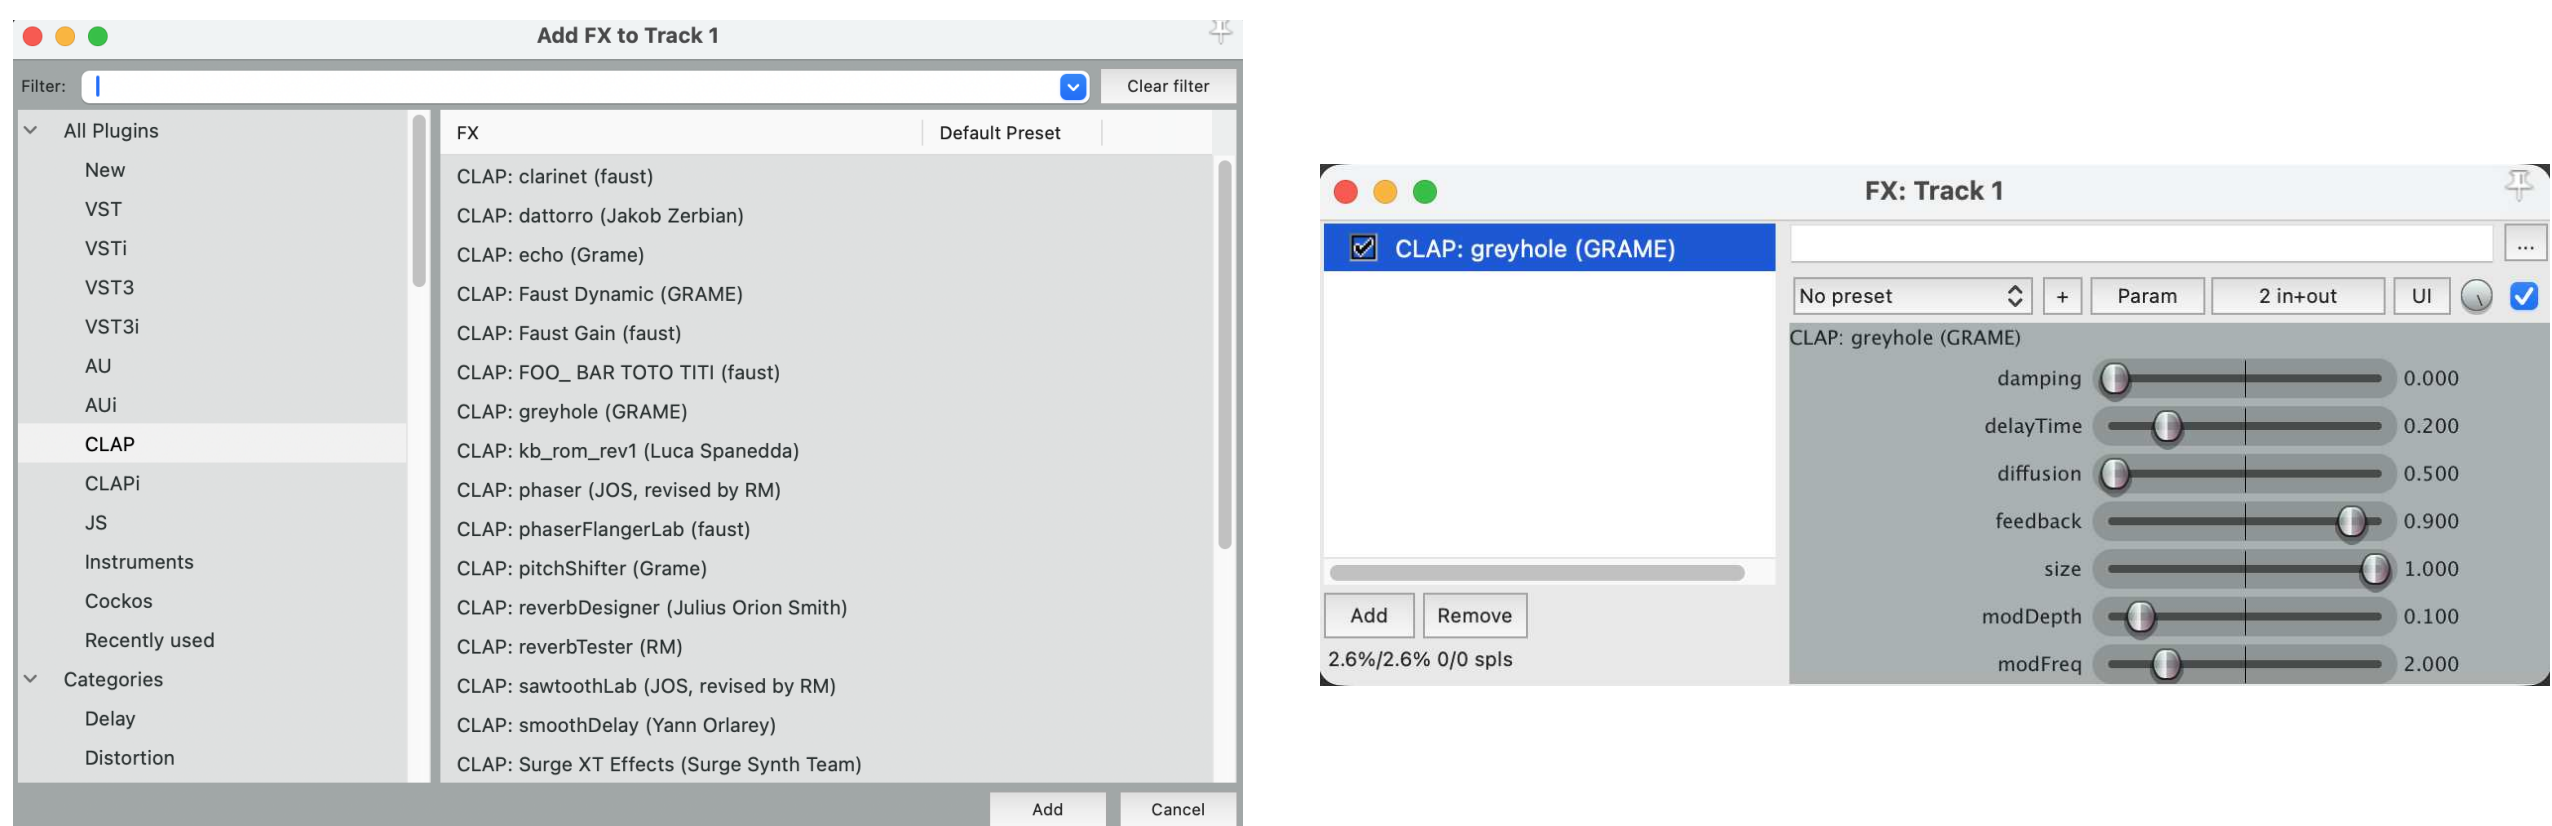 Add FX to Track 1
Filter:
Clear filter
All Plugins
New
VST
VSTi
VST3
VST3i
AU
AUi
CLAP
CLAPi
JS
Instruments
Cockos
Recently used
Categories
Delay
Distortion
FX Default Preset
CLAP: clarinet (faust)
CLAP: dattorro (Jakob Zerbian)
CLAP: echo (Grame)
CLAP: Faust Dynamic (GRAME)
CLAP: Faust Gain (faust)
CLAP: FOO_ BAR TOTO TITI (faust)
CLAP: greyhole (GRAME)
CLAP: kb_rom_rev1 (Luca Spanedda)
CLAP: phaser (JOS, revised by RM)
CLAP: phaserFlangerLab (faust)
CLAP: pitchShifter (Grame)
CLAP: reverbDesigner (Julius Orion Smith)
CLAP: reverbTester (RM)
CLAP: sawtoothLab (JOS, revised by RM)
CLAP: smoothDelay (Yann Orlarey)
CLAP: Surge XT Effects (Surge Synth Team)
Add Cancel
FX: Track 1
CLAP: greyhole (GRAME)
Add Remove
2.6%/2.6% 0/0 spls
...
No preset + Param 2 in+out UI
CLAP: greyhole (GRAME)
damping 0.000
delayTime 0.200
diffusion 0.500
feedback 0.900
size 1.000
modDepth 0.100
modFreq 2.000